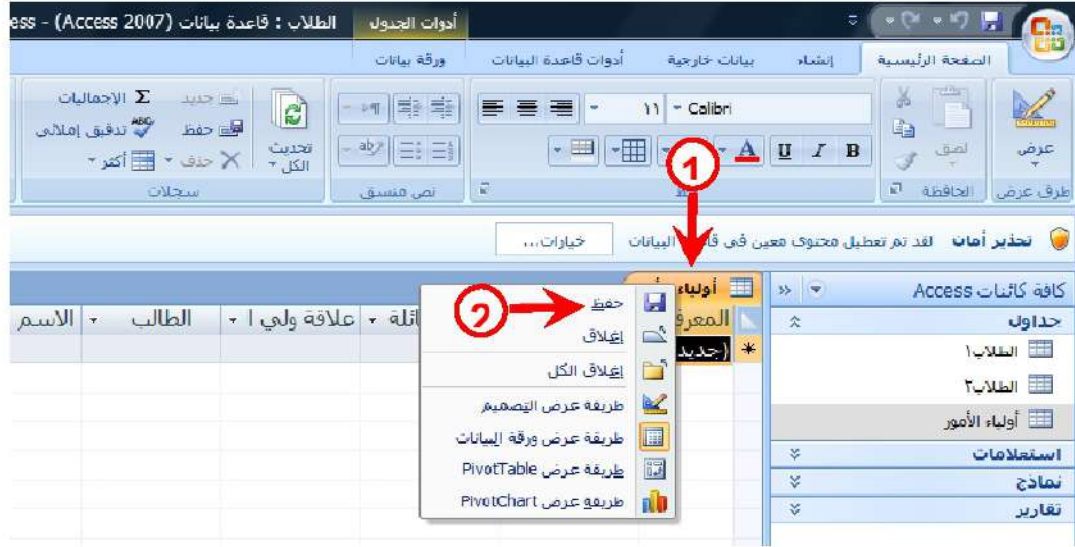 أدوات الجدول
الطلاب : قاعدة بيانات (Access 2007) - ess
الصفحة الرئيسية
إنشاء
بيانات خارجية
أدوات قاعدة البيانات
ورقة بيانات
عرض
طرق عرض
لصق
الحافظة
Calibri
١١
B I U A
نص منسق
تحديث الكل
جديد
حفظ
حذف
Σ الإجماليات
ABC تدقيق إملائي
أكثر
سجلات
1
تحذير أمان لقد تم تعطيل محتوى معين في البيانات
خيارات...
كافة كائنات Access
جداول
الطلاب١
الطلاب٢
أولياء الأمور
استعلامات
نماذج
تقارير
أولياء
المعرف
علاقة ولي ا
الطالب
الاسم
* (جديد
2
حفظ
إغلاق
إغلاق الكل
طريقة عرض التصميم
طريقة عرض ورقة البيانات
طريقة عرض PivotTable
طريقة عرض PivotChart